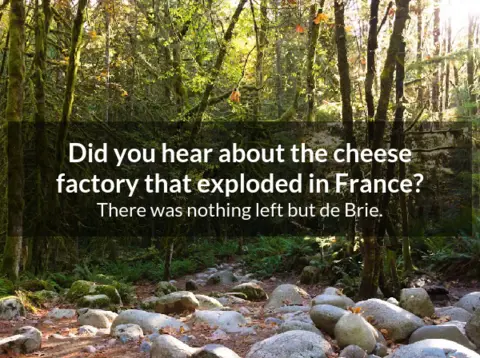 Did you hear about the cheese
factory that exploded in France?
There was nothing left but de Brie.